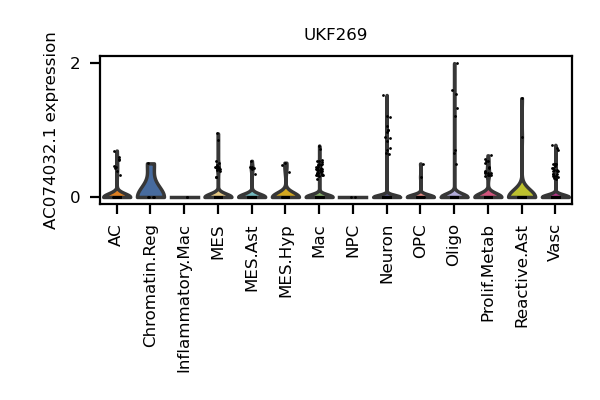 UKF269
AC074032.1 expression
2
0
AC
Chromatin.Reg
Inflammatory.Mac
MES
MES.Ast
MES.Hyp
Mac
NPC
Neuron
OPC
Oligo
Prolif.Metab
Reactive.Ast
Vasc